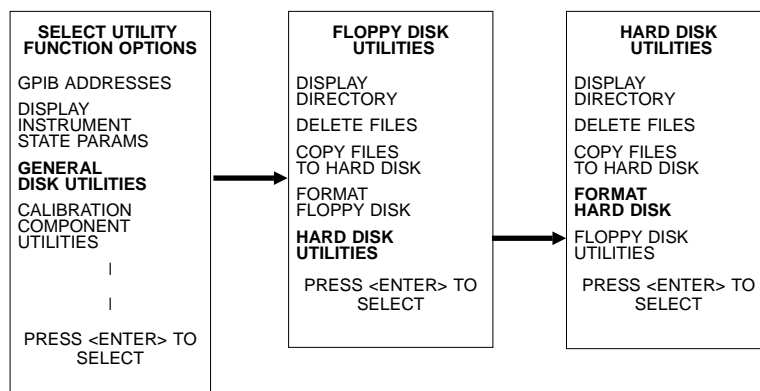 SELECT UTILITY
FUNCTION OPTIONS
GPIB ADDRESSES
DISPLAY
INSTRUMENT
STATE PARAMS
GENERAL
DISK UTILITIES
CALIBRATION
COMPONENT
UTILITIES
|
|
PRESS <ENTER> TO
SELECT
FLOPPY DISK
UTILITIES
DISPLAY
DIRECTORY
DELETE FILES
COPY FILES
TO HARD DISK
FORMAT
FLOPPY DISK
HARD DISK
UTILITIES
PRESS <ENTER> TO
SELECT
HARD DISK
UTILITIES
DISPLAY
DIRECTORY
DELETE FILES
COPY FILES
TO HARD DISK
FORMAT
HARD DISK
FLOPPY DISK
UTILITIES
PRESS <ENTER> TO
SELECT